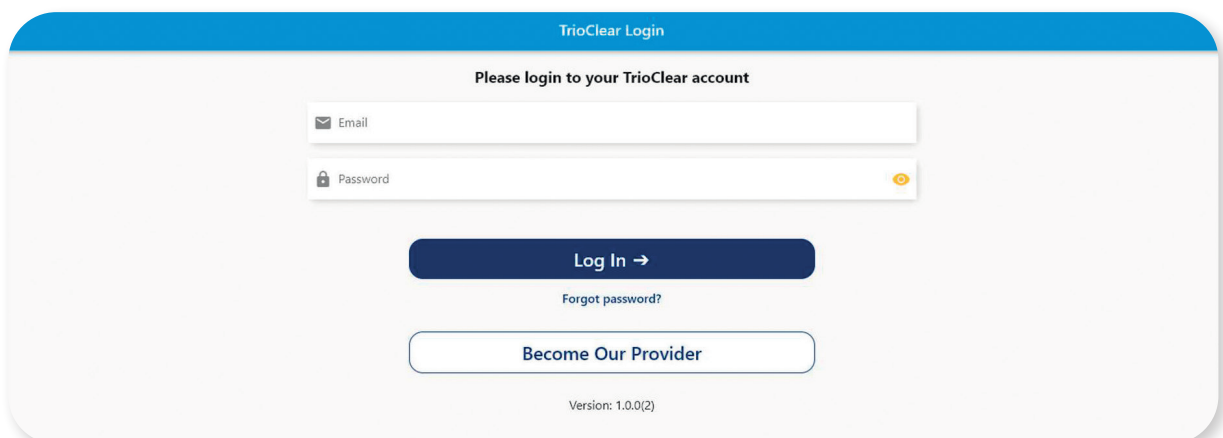 TrioClear Login
Please login to your TrioClear account
Email
Password
Log In →
Forgot password?
Become Our Provider
Version: 1.0.0(2)